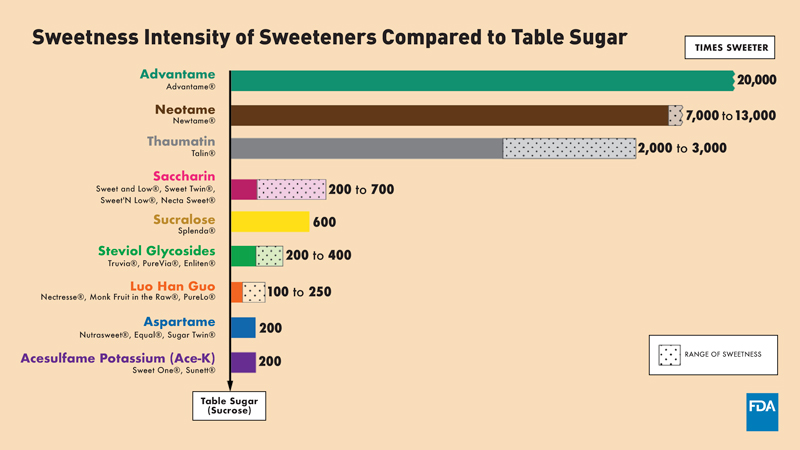 Sweetness Intensity of Sweeteners Compared to Table Sugar
TIMES SWEETER
Advantame
Advantame®
20,000
Neotame
Newtame®
7,000 to 13,000
Thaumatin
Talin®
2,000 to 3,000
Saccharin
Sweet and Low®, Sweet Twin®,
Sweet'N Low®, Necta Sweet®
200 to 700
Sucralose
Splenda®
600
Steviol Glycosides
Truvia®, PureVia®, Enliten®
200 to 400
Luo Han Guo
Nectresse®, Monk Fruit in the Raw®, PureLo®
100 to 250
Aspartame
Nutrasweet®, Equal®, Sugar Twin®
200
Acesulfame Potassium (Ace-K)
Sweet One®, Sunett®
200
RANGE OF SWEETNESS
Table Sugar
(Sucrose)
FDA